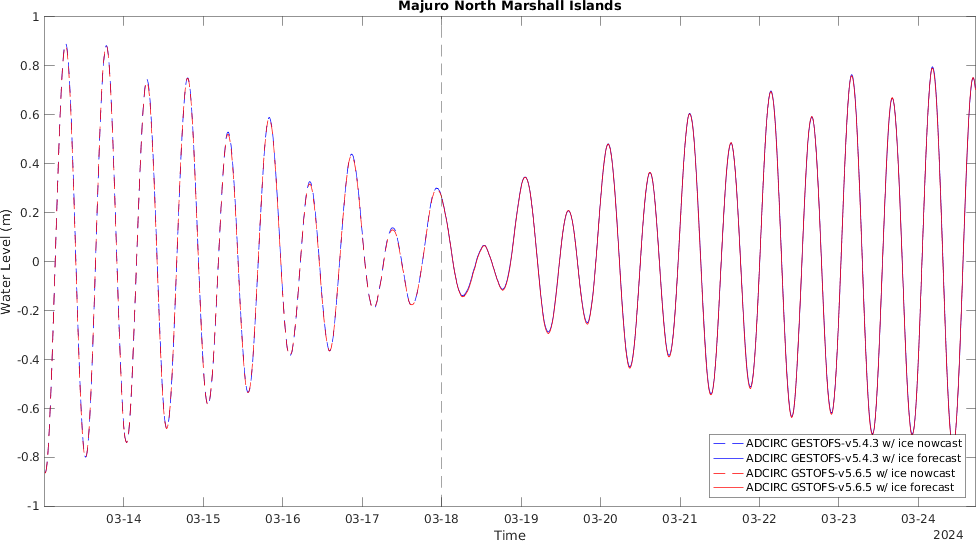 Majuro North Marshall Islands
1
0.8
0.6
0.4
0.2
0
-0.2
-0.4
-0.6
-0.8
-1
Water Level (m)
ADCIRC GESTOFS-v5.4.3 w/ ice nowcast
ADCIRC GESTOFS-v5.4.3 w/ ice forecast
ADCIRC GSTOFS-v5.6.5 w/ ice nowcast
ADCIRC GSTOFS-v5.6.5 w/ ice forecast
03-14 03-15 03-16 03-17 03-18 03-19 03-20 03-21 03-22 03-23 03-24
Time
2024